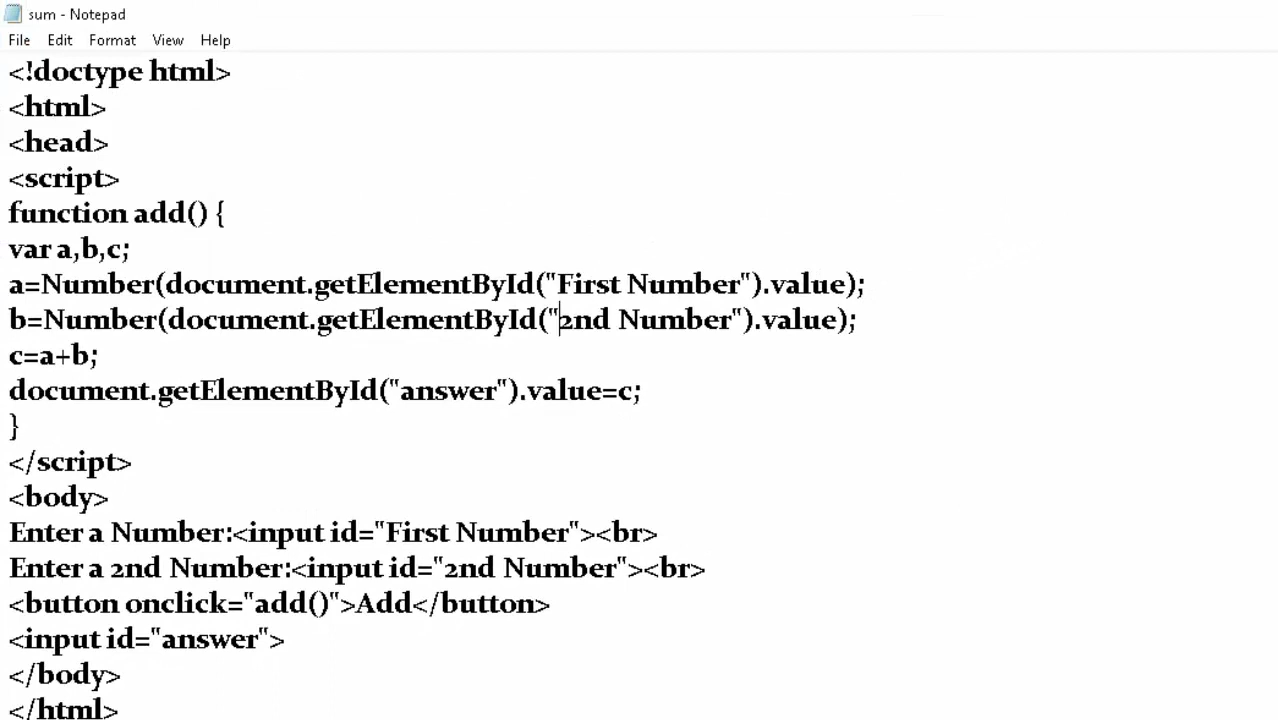 sum - Notepad
File Edit Format View Help
<!doctype html>
<html>
<head>
<script>
function add() {
var a,b,c;
a=Number(document.getElementById("First Number").value);
b=Number(document.getElementById("2nd Number").value);
c=a+b;
document.getElementById("answer").value=c;
}
</script>
<body>
Enter a Number:<input id="First Number"><br>
Enter a 2nd Number:<input id="2nd Number"><br>
<button onclick="add()">Add</button>
<input id="answer">
</body>
</html>